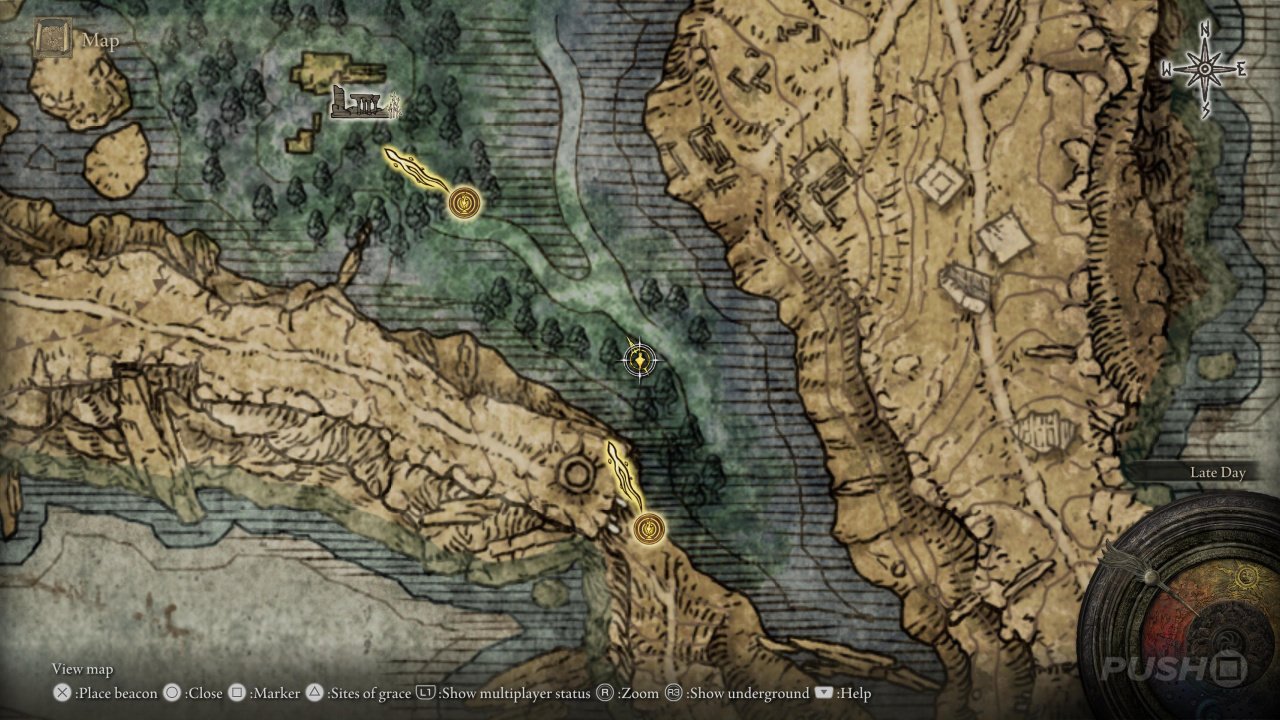 Map
N
W E
S
Late Day
View map
:Place beacon :Close :Marker :Sites of grace L1 :Show multiplayer status R :Zoom R3 :Show underground :Help
PUSH